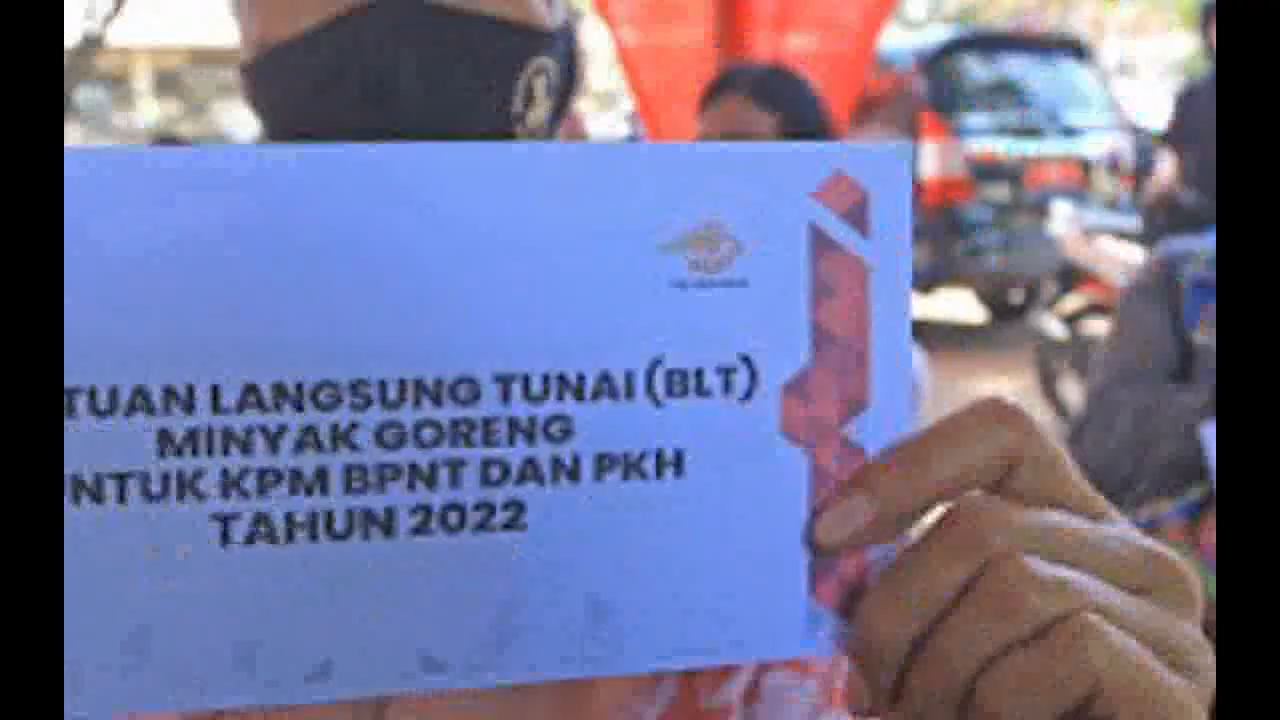 TUAN LANGSUNG TUNAI (BLT)
MINYAK GORENG
NTUK KPM BPNT DAN PKH
TAHUN 2022